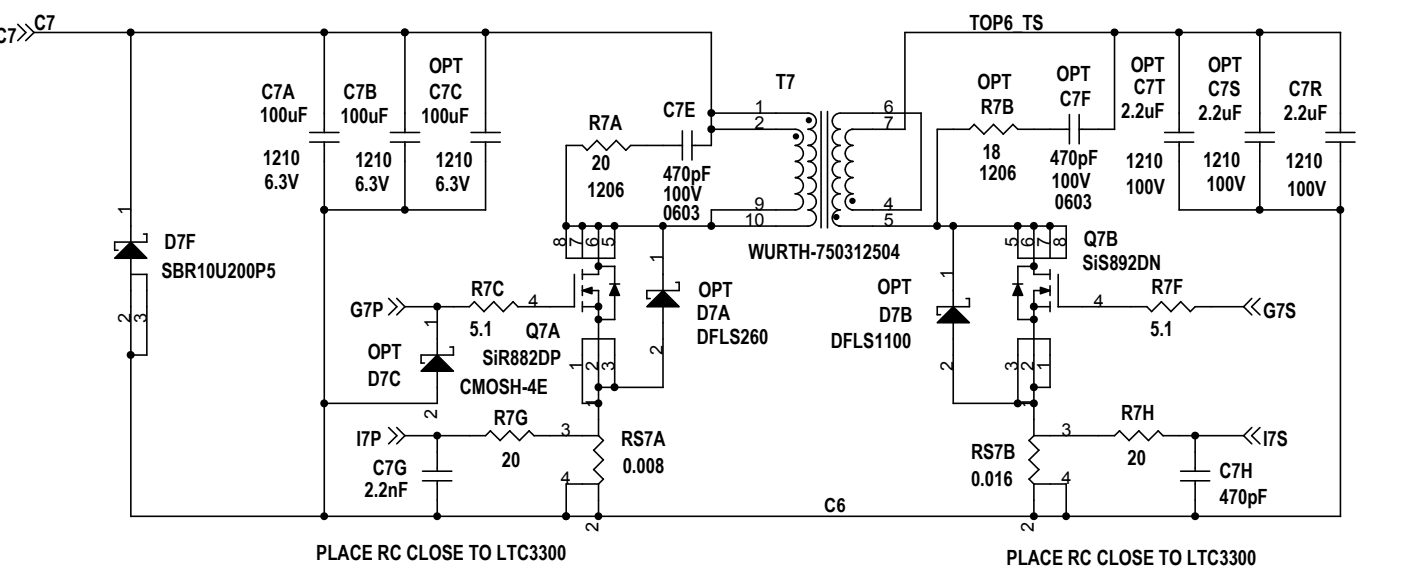 C7
C7
TOP6_TS
C7A
100uF
1210
6.3V
C7B
100uF
1210
6.3V
OPT
C7C
100uF
1210
6.3V
R7A
20
1206
C7E
470pF
100V
0603
T7
1
2
9
10
6
7
4
5
WURTH-750312504
OPT
R7B
18
1206
OPT
C7F
470pF
100V
0603
OPT
C7T
2.2uF
1210
100V
OPT
C7S
2.2uF
1210
100V
C7R
2.2uF
1210
100V
1
D7F
SBR10U200P5
2
3
8
7
6
5
G7P
R7C
5.1
4
Q7A
SiR882DP
1
2
3
1
OPT
D7A
DFLS260
2
1
OPT
D7C
CMOSH-4E
2
5
6
7
8
Q7B
SiS892DN
1
OPT
D7B
DFLS1100
2
4
R7F
5.1
G7S
3
2
1
I7P
R7G
20
C7G
2.2nF
1
3
4
RS7A
0.008
2
C6
1
3
4
RS7B
0.016
2
R7H
20
I7S
C7H
470pF
PLACE RC CLOSE TO LTC3300
PLACE RC CLOSE TO LTC3300